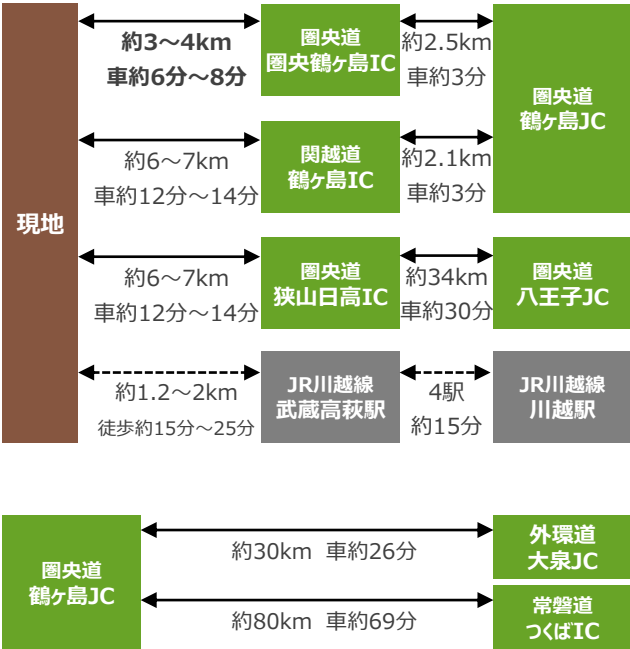 現地
約3～4km
車約6分～8分
圏央道
圏央鶴ヶ島IC
約2.5km
車約3分
圏央道
鶴ヶ島JC
約6～7km
車約12分～14分
関越道
鶴ヶ島IC
約2.1km
車約3分
約6～7km
車約12分～14分
圏央道
狭山日高IC
約34km
車約30分
圏央道
八王子JC
約1.2～2km
徒歩約15分～25分
JR川越線
武蔵高萩駅
4駅
約15分
JR川越線
川越駅
圏央道
鶴ヶ島JC
約30km 車約26分
外環道
大泉JC
約80km 車約69分
常磐道
つくばIC